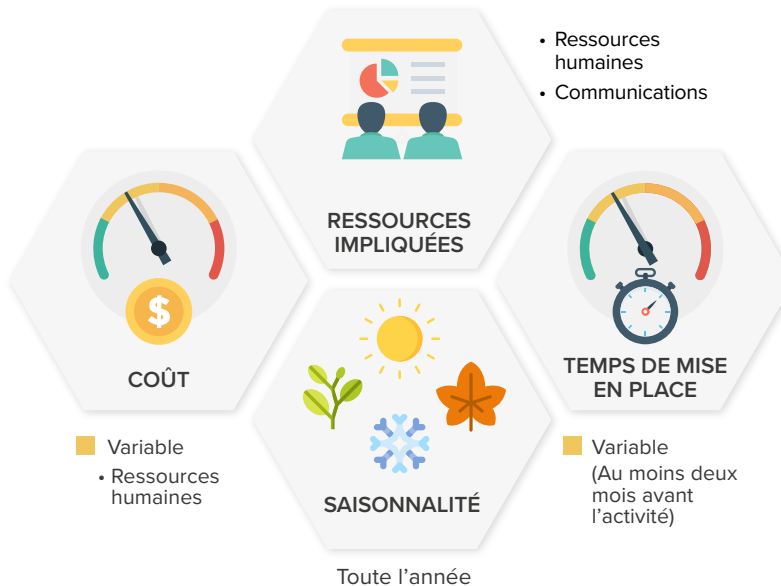 • Ressources
humaines
• Communications
RESSOURCES
IMPLIQUÉES
$
COÛT
Variable
• Ressources
humaines
TEMPS DE MISE
EN PLACE
Variable
(Au moins deux
mois avant
l’activité)
SAISONNALITÉ
Toute l’année